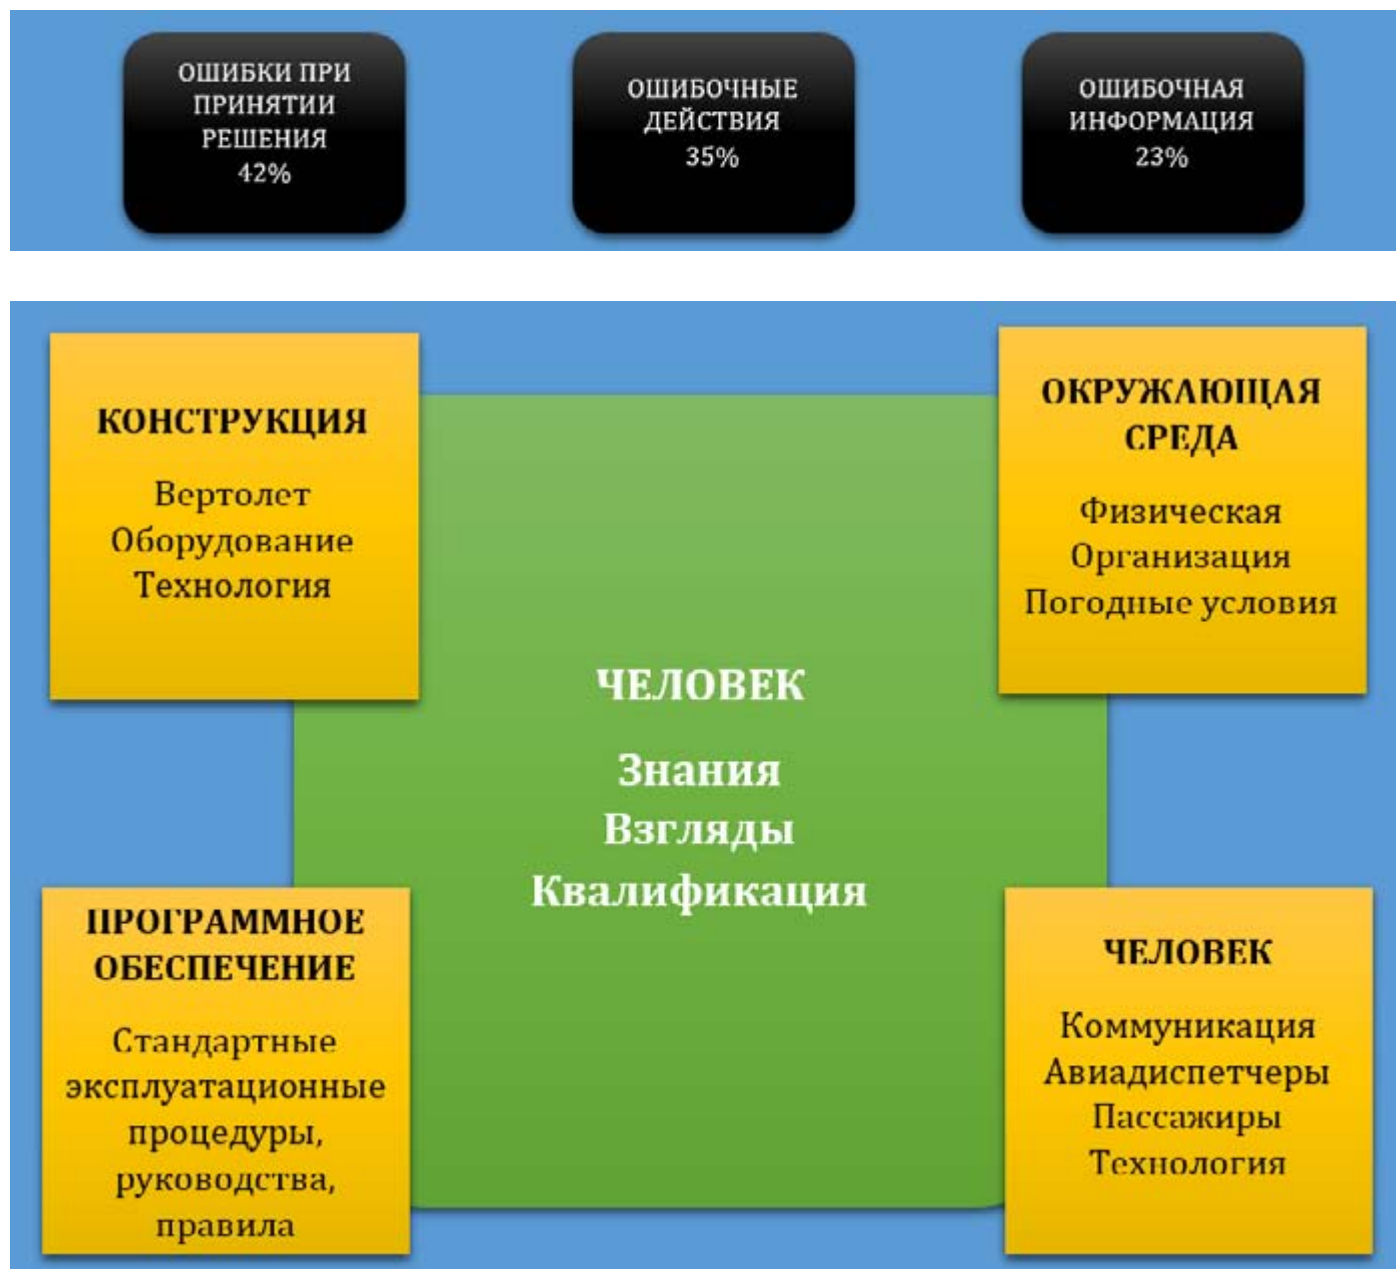 ОШИБКИ ПРИ
ПРИНЯТИИ
РЕШЕНИЯ
42%
ОШИБОЧНЫЕ
ДЕЙСТВИЯ
35%
ОШИБОЧНАЯ
ИНФОРМАЦИЯ
23%
КОНСТРУКЦИЯ
Вертолет
Оборудование
Технология
ОКРУЖАЮЩАЯ
СРЕДА
Физическая
Организация
Погодные условия
ЧЕЛОВЕК
Знания
Взгляды
Квалификация
ПРОГРАММНОЕ
ОБЕСПЕЧЕНИЕ
Стандартные
эксплуатационные
процедуры,
руководства,
правила
ЧЕЛОВЕК
Коммуникация
Авиадиспетчеры
Пассажиры
Технология